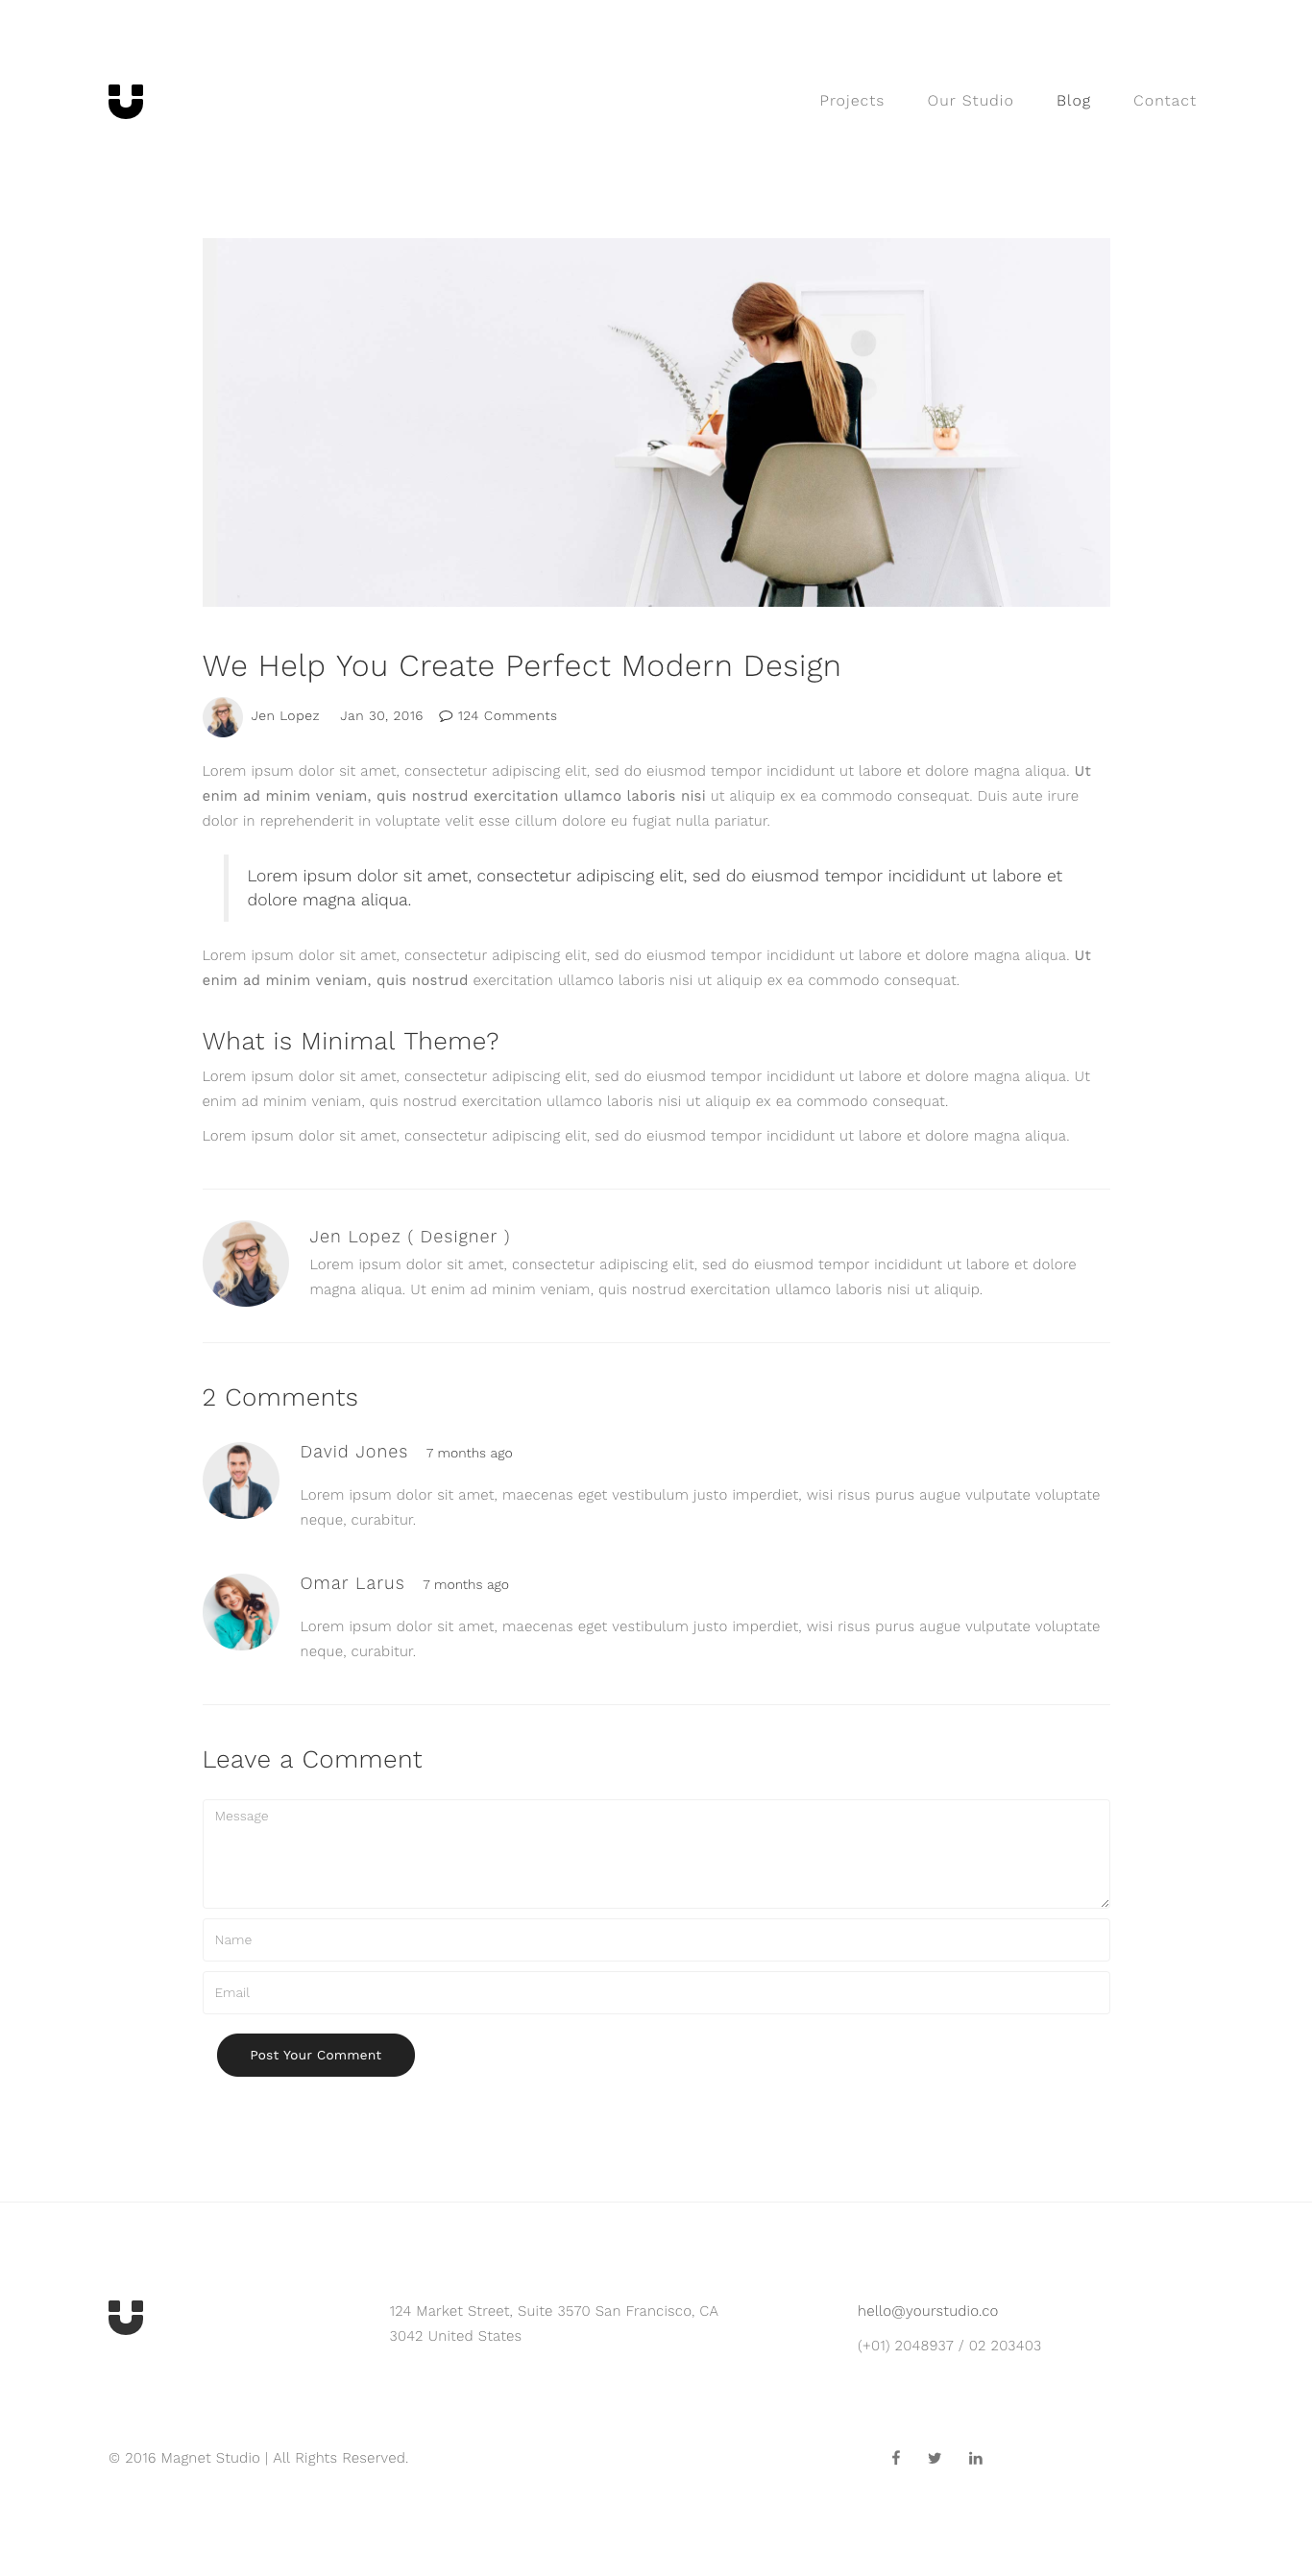 Projects Our Studio Blog Contact
We Help You Create Perfect Modern Design
Jen Lopez Jan 30, 2016 124 Comments
Lorem ipsum dolor sit amet, consectetur adipiscing elit, sed do eiusmod tempor incididunt ut labore et dolore magna aliqua. Ut
enim ad minim veniam, quis nostrud exercitation ullamco laboris nisi ut aliquip ex ea commodo consequat. Duis aute irure
dolor in reprehenderit in voluptate velit esse cillum dolore eu fugiat nulla pariatur.
Lorem ipsum dolor sit amet, consectetur adipiscing elit, sed do eiusmod tempor incididunt ut labore et
dolore magna aliqua.
Lorem ipsum dolor sit amet, consectetur adipiscing elit, sed do eiusmod tempor incididunt ut labore et dolore magna aliqua. Ut
enim ad minim veniam, quis nostrud exercitation ullamco laboris nisi ut aliquip ex ea commodo consequat.
What is Minimal Theme?
Lorem ipsum dolor sit amet, consectetur adipiscing elit, sed do eiusmod tempor incididunt ut labore et dolore magna aliqua. Ut
enim ad minim veniam, quis nostrud exercitation ullamco laboris nisi ut aliquip ex ea commodo consequat.
Lorem ipsum dolor sit amet, consectetur adipiscing elit, sed do eiusmod tempor incididunt ut labore et dolore magna aliqua.
Jen Lopez ( Designer )
Lorem ipsum dolor sit amet, consectetur adipiscing elit, sed do eiusmod tempor incididunt ut labore et dolore
magna aliqua. Ut enim ad minim veniam, quis nostrud exercitation ullamco laboris nisi ut aliquip.
2 Comments
David Jones 7 months ago
Lorem ipsum dolor sit amet, maecenas eget vestibulum justo imperdiet, wisi risus purus augue vulputate voluptate
neque, curabitur.
Omar Larus 7 months ago
Lorem ipsum dolor sit amet, maecenas eget vestibulum justo imperdiet, wisi risus purus augue vulputate voluptate
neque, curabitur.
Leave a Comment
Message
Name
Email
Post Your Comment
124 Market Street, Suite 3570 San Francisco, CA
3042 United States
hello@yourstudio.co
(+01) 2048937 / 02 203403
© 2016 Magnet Studio | All Rights Reserved.